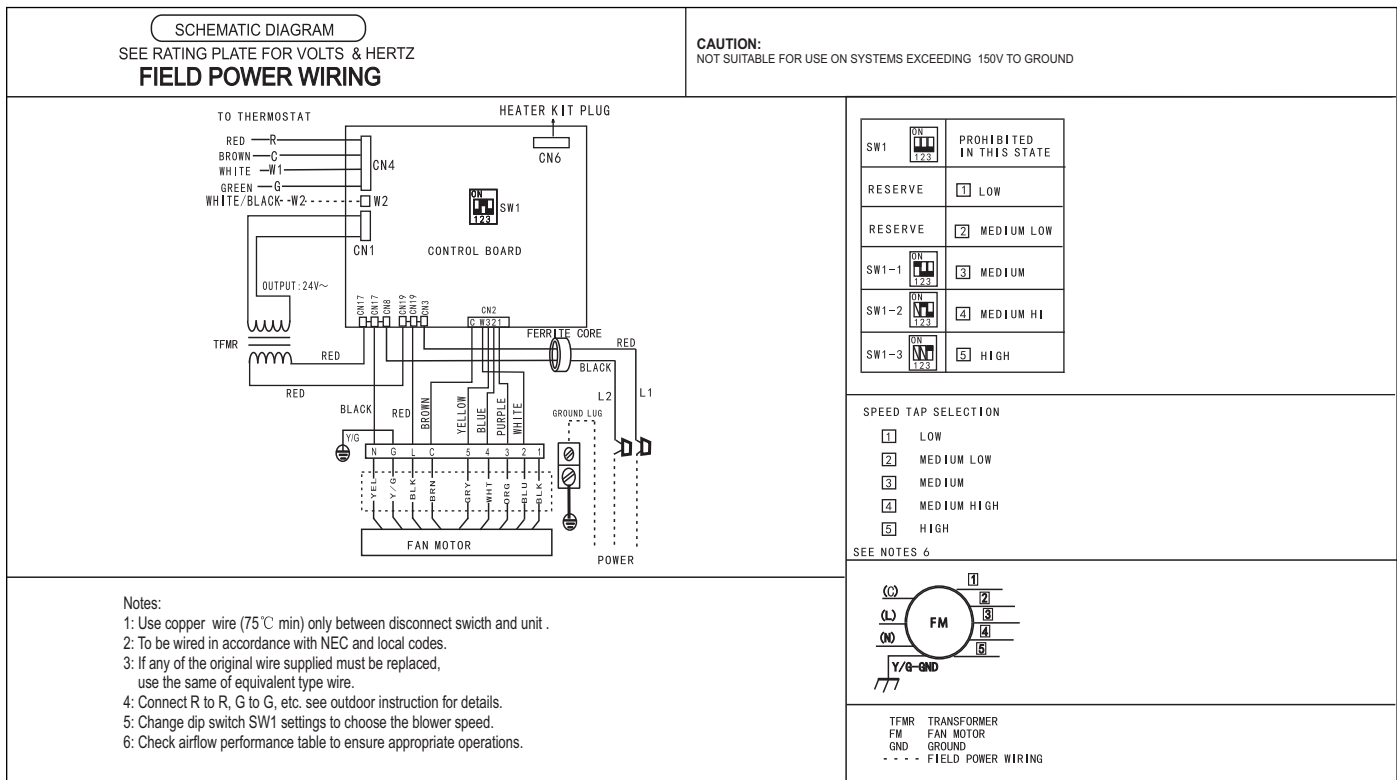 SCHEMATIC DIAGRAM
SEE RATING PLATE FOR VOLTS & HERTZ
FIELD POWER WIRING
CAUTION:
NOT SUITABLE FOR USE ON SYSTEMS EXCEEDING 150V TO GROUND
TO THERMOSTAT
HEATER KIT PLUG
RED R
BROWN C
WHITE W1
GREEN G
WHITE/BLACK W2
CN4
W2
CN1
CN6
ON
123
SW1
CONTROL BOARD
OUTPUT:24V~
CN17
CN17
CN8
CN19
CN19
CN3
CN2
C W321
FERRITE CORE
TFMR
RED
RED
RED
BLACK
L2
L1
BLACK
RED
BROWN
YELLOW
BLUE
PURPLE
WHITE
GROUND LUG
Y/G
N G L C 5 4 3 2 1
YEL
Y/G
BLK
BRN
GRY
WHT
ORG
BLU
BLK
FAN MOTOR
POWER
SW1
ON
123
PROHIBITED
IN THIS STATE
RESERVE
1 LOW
RESERVE
2 MEDIUM LOW
SW1-1
ON
123
3 MEDIUM
SW1-2
ON
123
4 MEDIUM HI
SW1-3
ON
123
5 HIGH
SPEED TAP SELECTION
1 LOW
2 MEDIUM LOW
3 MEDIUM
4 MEDIUM HIGH
5 HIGH
SEE NOTES 6
(C)
(L)
(N)
FM
1
2
3
4
5
Y/G-GND
TFMR TRANSFORMER
FM FAN MOTOR
GND GROUND
- - - - FIELD POWER WIRING
Notes:
1: Use copper wire (75℃ min) only between disconnect swicth and unit .
2: To be wired in accordance with NEC and local codes.
3: If any of the original wire supplied must be replaced,
use the same of equivalent type wire.
4: Connect R to R, G to G, etc. see outdoor instruction for details.
5: Change dip switch SW1 settings to choose the blower speed.
6: Check airflow performance table to ensure appropriate operations.